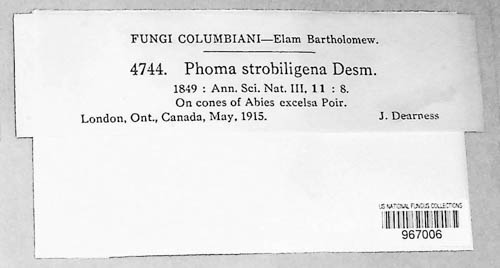 FUNGI COLUMBIANI—Elam Bartholomew.
4744. Phoma strobiligena Desm.
1849 : Ann. Sci. Nat. III, 11 : 8.
On cones of Abies excelsa Poir.
London, Ont., Canada, May, 1915. J. Dearness
US NATIONAL FUNGUS COLLECTIONS
967006